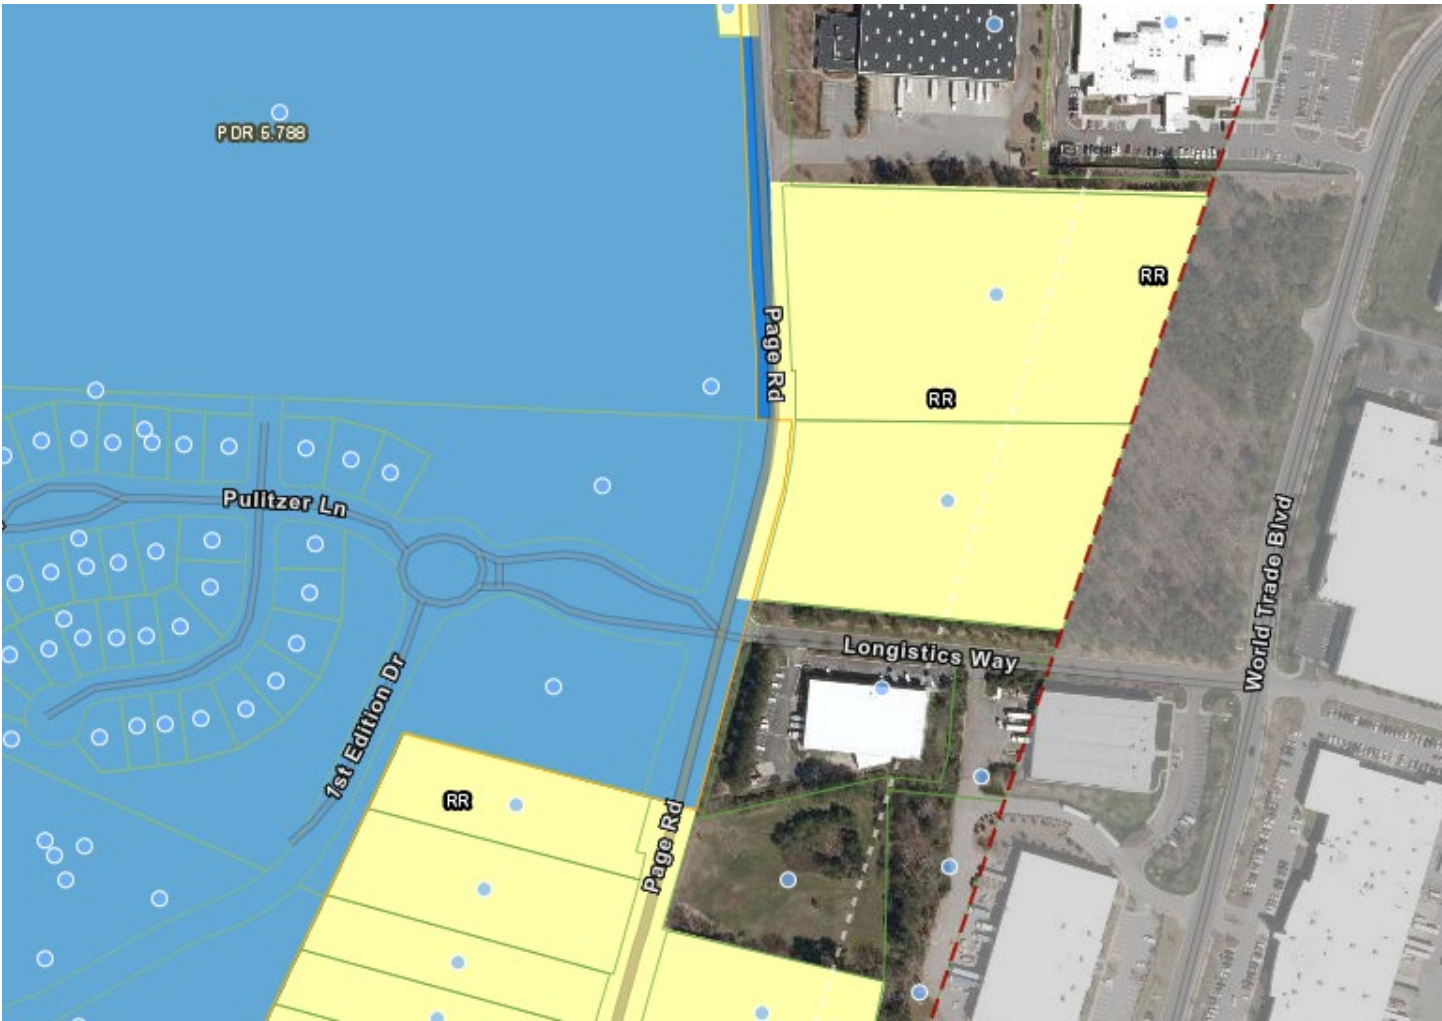 PDR 5.788
RR
Page Rd
RR
Pulitzer Ln
World Trade Blvd
Longistics Way
1st Edition Dr
RR
Page Rd